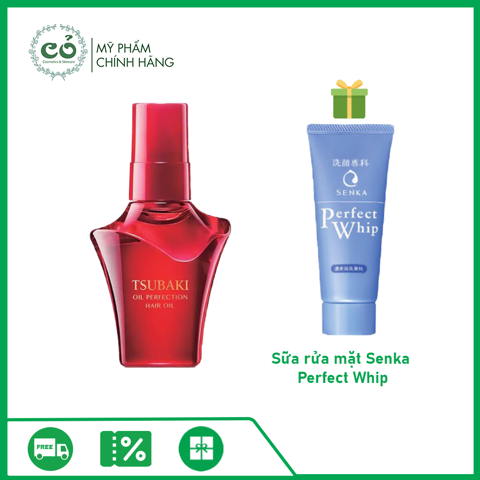 CỎ
Cosmetics & Skincare
MỸ PHẨM
CHÍNH HÃNG
TSUBAKI
OIL PERFECTION
HAIR OIL
洗顔専科
SENKA
Perfect
Whip
Sữa rửa mặt Senka
Perfect Whip
FREE
%